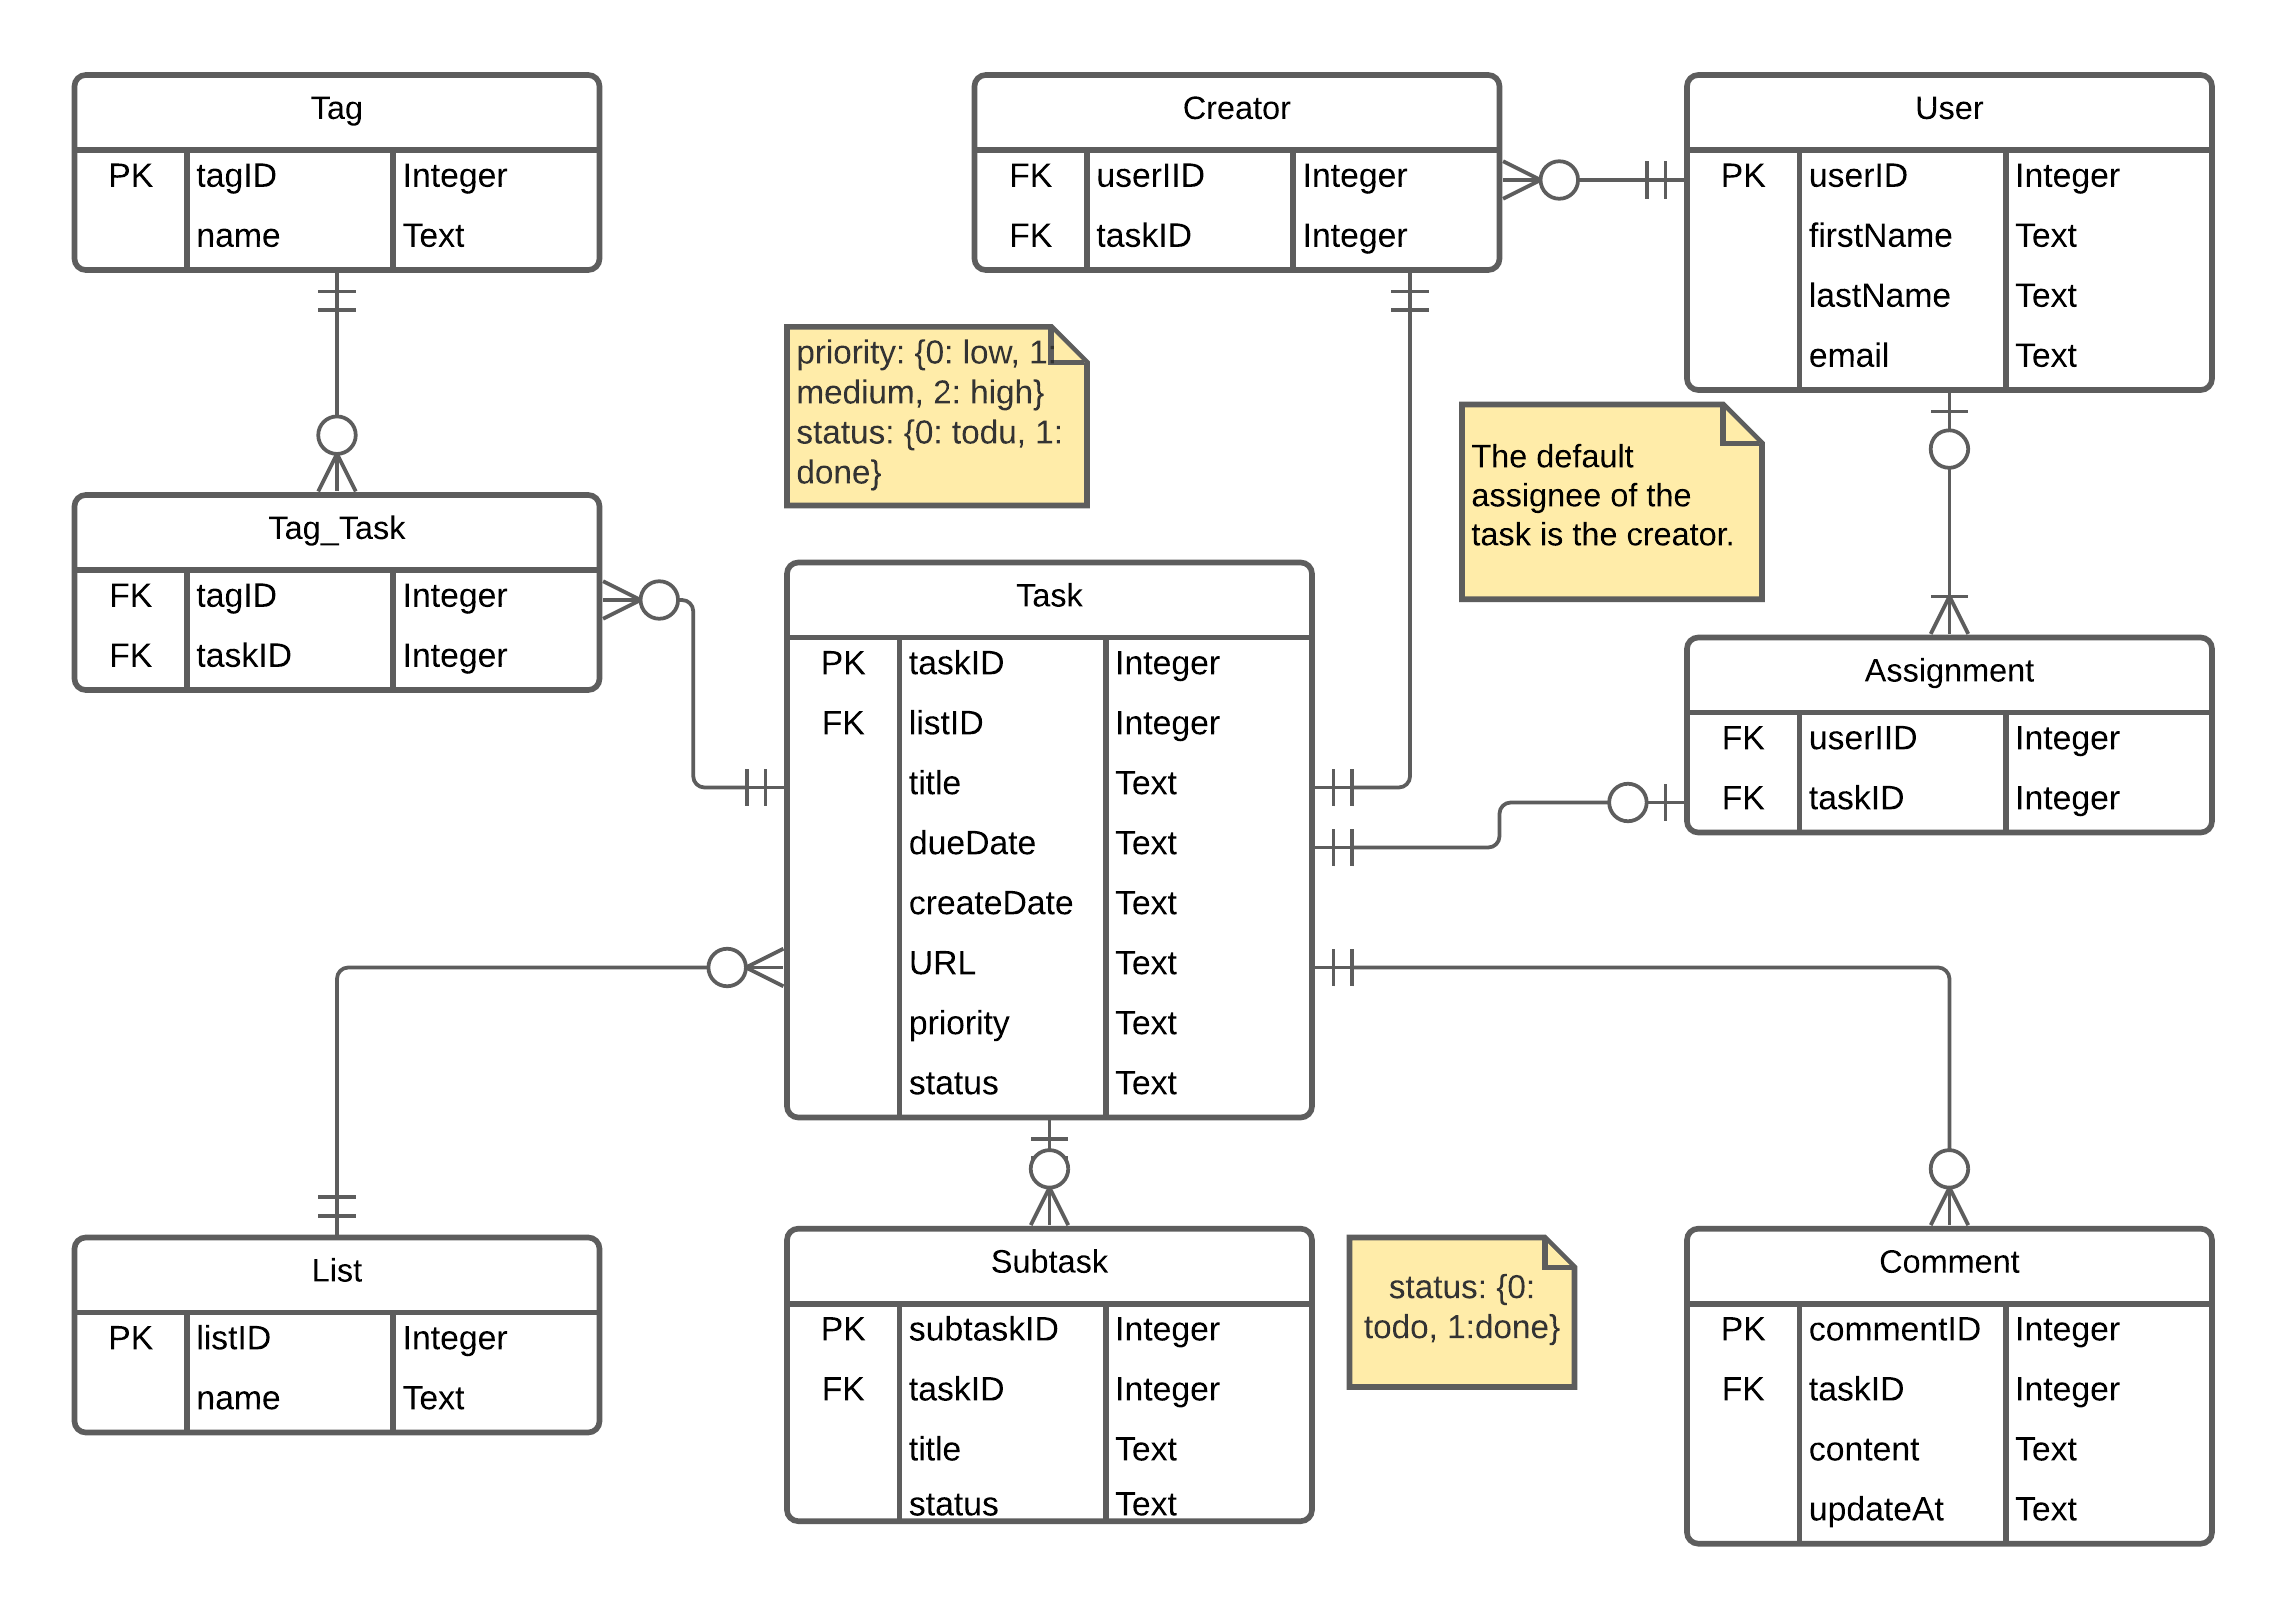 Tag
PK tagID Integer
name Text
Creator
FK userIID Integer
FK taskID Integer
User
PK userID Integer
firstName Text
lastName Text
email Text
priority: {0: low, 1:
medium, 2: high}
status: {0: todu, 1:
done}
The default
assignee of the
task is the creator.
Tag_Task
FK tagID Integer
FK taskID Integer
Task
PK taskID Integer
FK listID Integer
title Text
dueDate Text
createDate Text
URL Text
priority Text
status Text
Assignment
FK userIID Integer
FK taskID Integer
List
PK listID Integer
name Text
Subtask
PK subtaskID Integer
FK taskID Integer
title Text
status Text
status: {0:
todo, 1:done}
Comment
PK commentID Integer
FK taskID Integer
content Text
updateAt Text